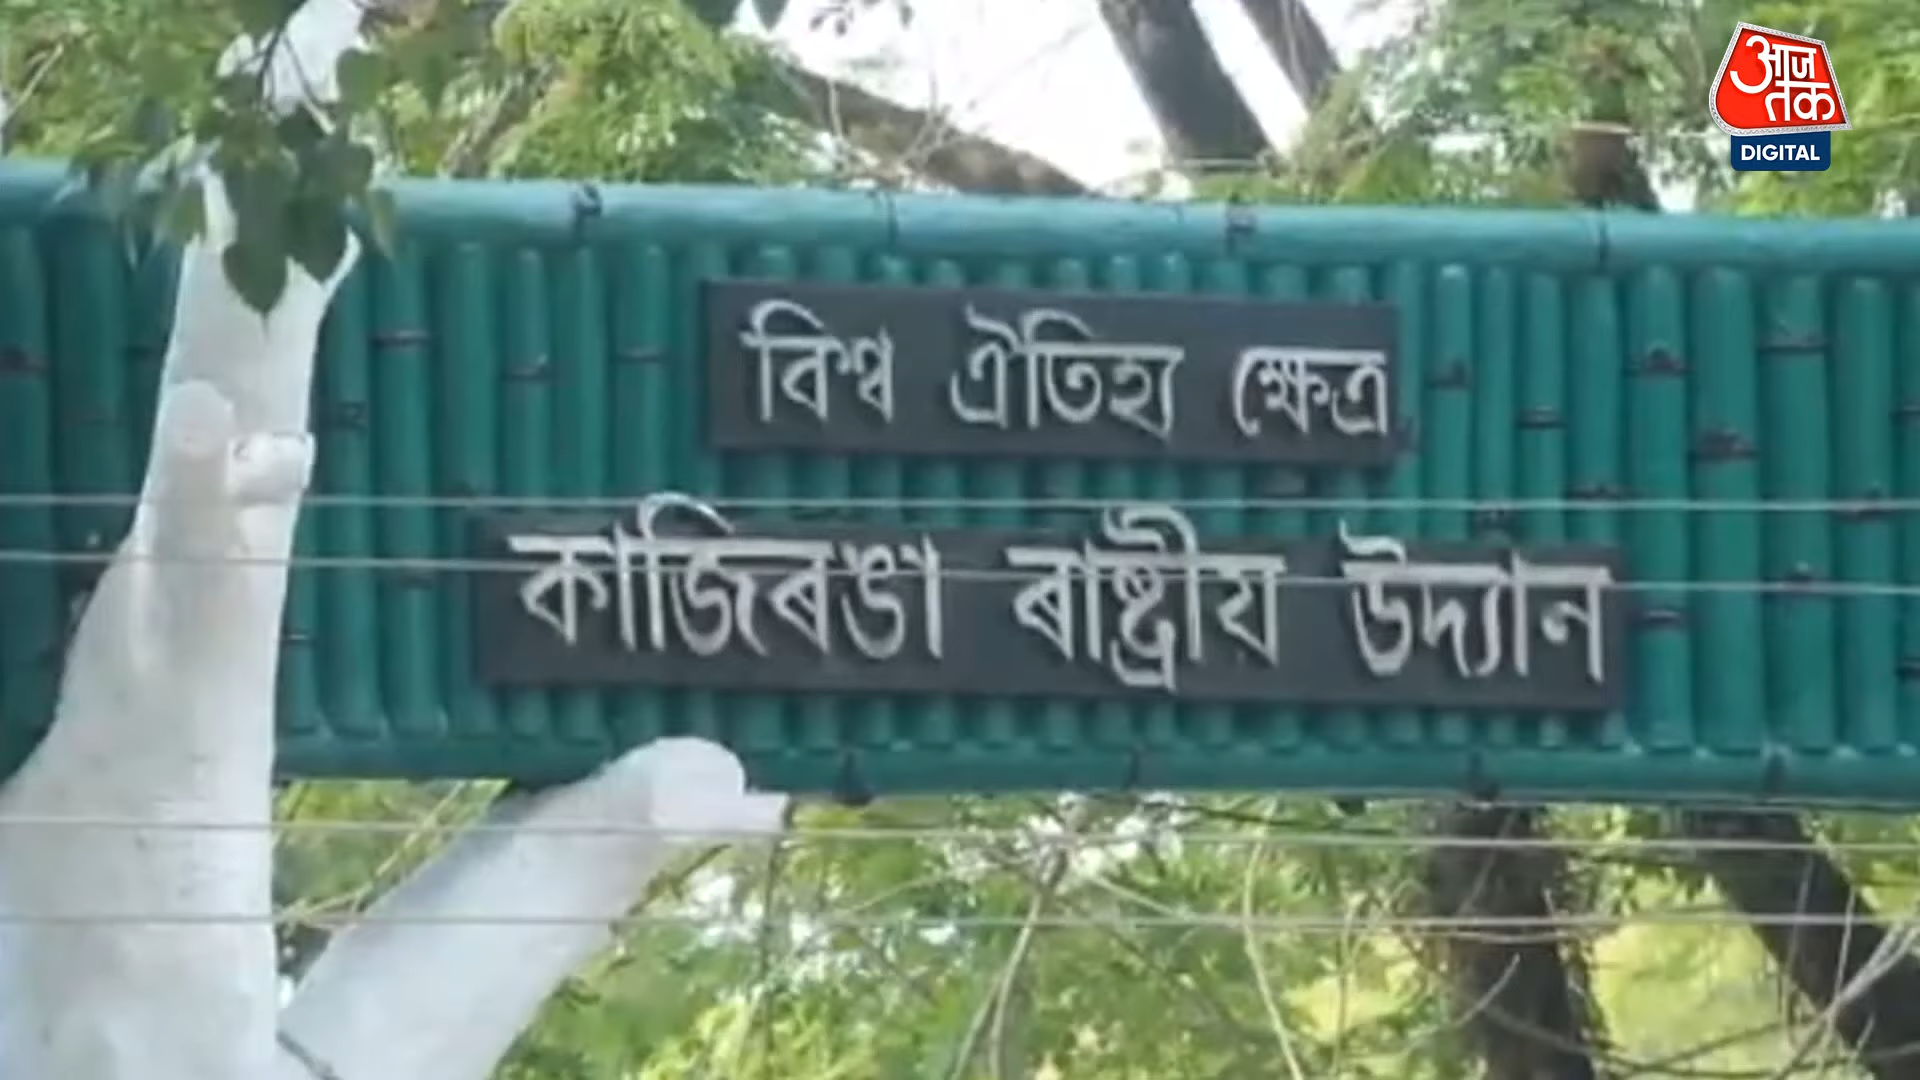 आज
तक
DIGITAL
বিশ্ব ঐতিহ্য ক্ষেত্ৰ
কাজিৰঙা ৰাষ্ট্ৰীয় উদ্যান